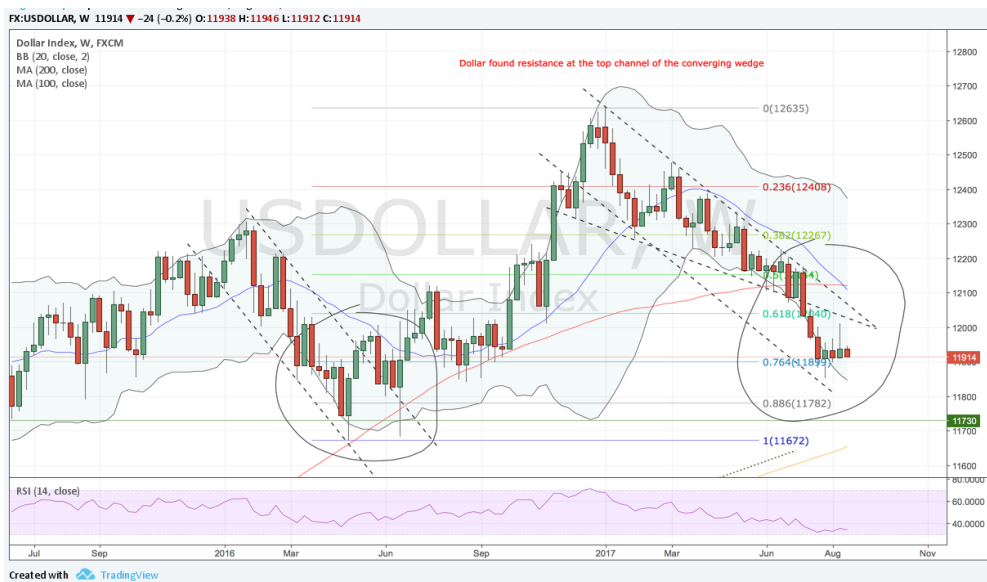 FX:USDOLLAR, W 11914 ▼ −24 (−0.2%) O:11938 H:11946 L:11912 C:11914
Dollar Index, W, FXCM
BB (20, close, 2)
MA (200, close)
MA (100, close)
Dollar found resistance at the top channel of the converging wedge
12800
12700
0(12635)
12600
12500
0.236(12408)
12400
12300
0.382(12267)
USDOLLAR, W
12200
Dollar Index
12100
0.618(12040)
12000
11914
0.764(11899)
0.886(11782)
11800
11730
11700
1(11672)
11600
RSI (14, close)
80.0000
60.0000
40.0000
Jul Sep 2016 Mar Jun Sep 2017 Mar Jun Aug Nov
Created with TradingView